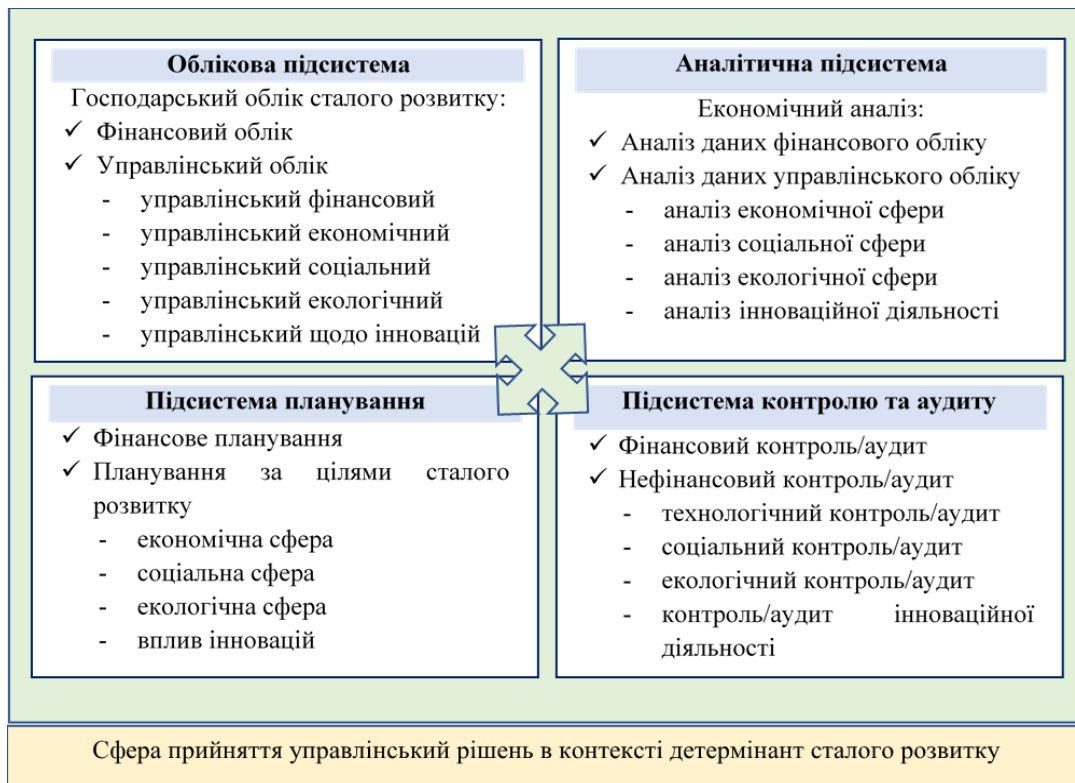 Облікова підсистема
Господарський облік сталого розвитку:
✓ Фінансовий облік
✓ Управлінський облік
- управлінський фінансовий
- управлінський економічний
- управлінський соціальний
- управлінський екологічний
- управлінський щодо інновацій
Аналітична підсистема
Економічний аналіз:
✓ Аналіз даних фінансового обліку
✓ Аналіз даних управлінського обліку
- аналіз економічної сфери
- аналіз соціальної сфери
- аналіз екологічної сфери
- аналіз інноваційної діяльності
Підсистема планування
✓ Фінансове планування
✓ Планування за цілями сталого
розвитку
- економічна сфера
- соціальна сфера
- екологічна сфера
- вплив інновацій
Підсистема контролю та аудиту
✓ Фінансовий контроль/аудит
✓ Нефінансовий контроль/аудит
- технологічний контроль/аудит
- соціальний контроль/аудит
- екологічний контроль/аудит
- контроль/аудит інноваційної
діяльності
Сфера прийняття управлінський рішень в контексті детермінант сталого розвитку